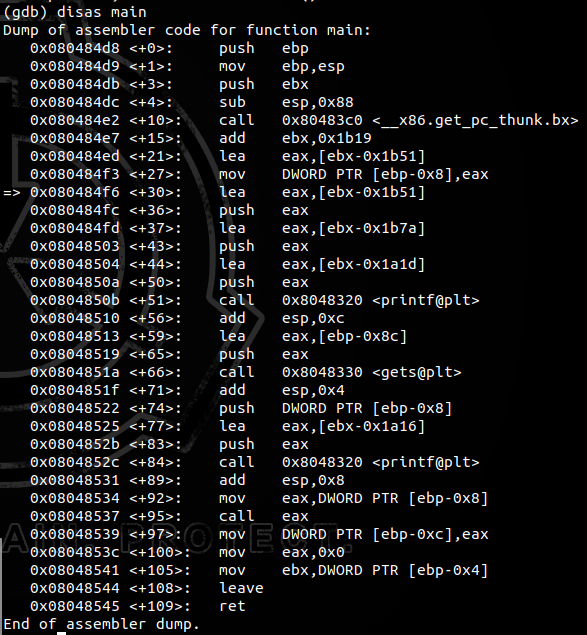 (gdb) disas main
Dump of assembler code for function main:
   0x080484d8 <+0>:     push   ebp
   0x080484d9 <+1>:     mov    ebp,esp
   0x080484db <+3>:     push   ebx
   0x080484dc <+4>:     sub    esp,0x88
   0x080484e2 <+10>:    call   0x80483c0 <__x86.get_pc_thunk.bx>
   0x080484e7 <+15>:    add    ebx,0x1b19
   0x080484ed <+21>:    lea    eax,[ebx-0x1b51]
   0x080484f3 <+27>:    mov    DWORD PTR [ebp-0x8],eax
=> 0x080484f6 <+30>:    lea    eax,[ebx-0x1b51]
   0x080484fc <+36>:    push   eax
   0x080484fd <+37>:    lea    eax,[ebx-0x1b7a]
   0x08048503 <+43>:    push   eax
   0x08048504 <+44>:    lea    eax,[ebx-0x1a1d]
   0x0804850a <+50>:    push   eax
   0x0804850b <+51>:    call   0x8048320 <printf@plt>
   0x08048510 <+56>:    add    esp,0xc
   0x08048513 <+59>:    lea    eax,[ebp-0x8c]
   0x08048519 <+65>:    push   eax
   0x0804851a <+66>:    call   0x8048330 <gets@plt>
   0x0804851f <+71>:    add    esp,0x4
   0x08048522 <+74>:    push   DWORD PTR [ebp-0x8]
   0x08048525 <+77>:    lea    eax,[ebx-0x1a16]
   0x0804852b <+83>:    push   eax
   0x0804852c <+84>:    call   0x8048320 <printf@plt>
   0x08048531 <+89>:    add    esp,0x8
   0x08048534 <+92>:    mov    eax,DWORD PTR [ebp-0x8]
   0x08048537 <+95>:    call   eax
   0x08048539 <+97>:    mov    DWORD PTR [ebp-0xc],eax
   0x0804853c <+100>:   mov    eax,0x0
   0x08048541 <+105>:   mov    ebx,DWORD PTR [ebp-0x4]
   0x08048544 <+108>:   leave
   0x08048545 <+109>:   ret
End of assembler dump.